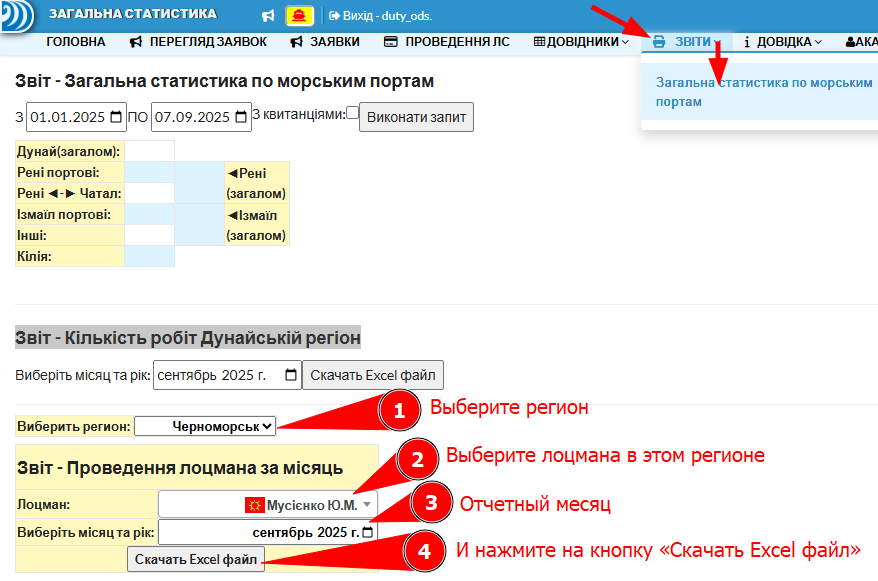 ЗАГАЛЬНА СТАТИСТИКА Вихід - duty_ods.
ГОЛОВНА ПЕРЕГЛЯД ЗАЯВОК ЗАЯВКИ ПРОВЕДЕННЯ ЛС ДОВІДНИКИ ЗВІТИ ДОВІДКА АКА
Загальна статистика по морським
портам
Звіт - Загальна статистика по морським портам
З 01.01.2025 ПО 07.09.2025 З квитанціями: Виконати запит
Дунай(загалом):
Рені портові: ◄Рені
Рені ◄-► Чатал: (загалом)
Ізмаїл портові: ◄Ізмаїл
Інші: (загалом)
Кілія:
Звіт - Кількість робіт Дунайській регіон
Виберіть місяц та рік: сентябрь 2025 г. Скачать Excel файл
Виберить регион: Черноморськ 1 Выберите регион
Звіт - Проведення лоцмана за місяць 2 Выберите лоцмана в этом регионе
Лоцман: Мусієнко Ю.М. 3 Отчетный месяц
Виберіть місяц та рік: сентябрь 2025 г.
Скачать Excel файл 4 И нажмите на кнопку «Скачать Excel файл»